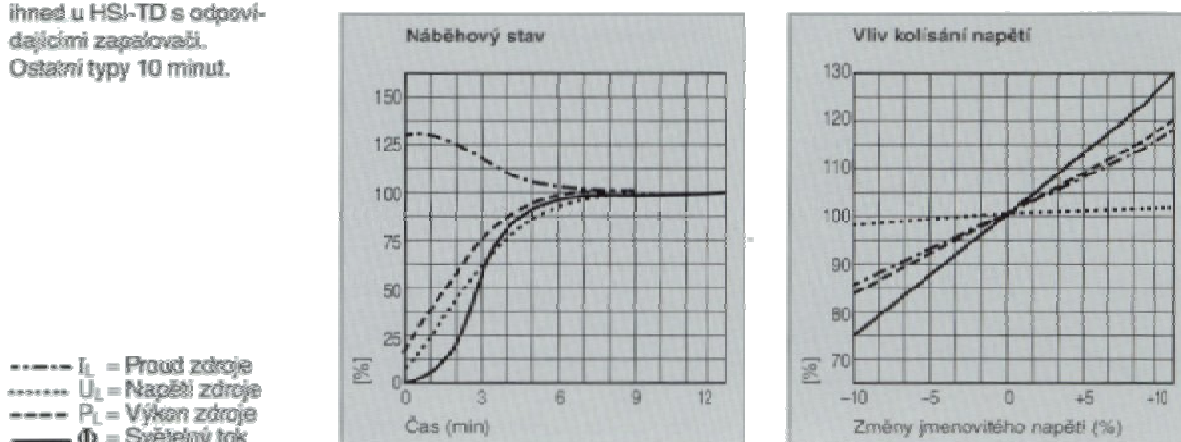 ihned u HSI-TD s odpoví-
dajícími zapalovači.
Ostatní typy 10 minut.
I_L = Proud zdroje
U_L = Napětí zdroje
P_L = Výkon zdroje
Φ = Světelný tok
Náběhový stav
150
125
100
75
50
25
0
[%]
0 3 6 9 12
Čas (min)
Vliv kolísání napětí
130
120
110
100
90
80
70
[%]
-10 -5 0 +5 +10
Změny jmenovitého napětí (%)